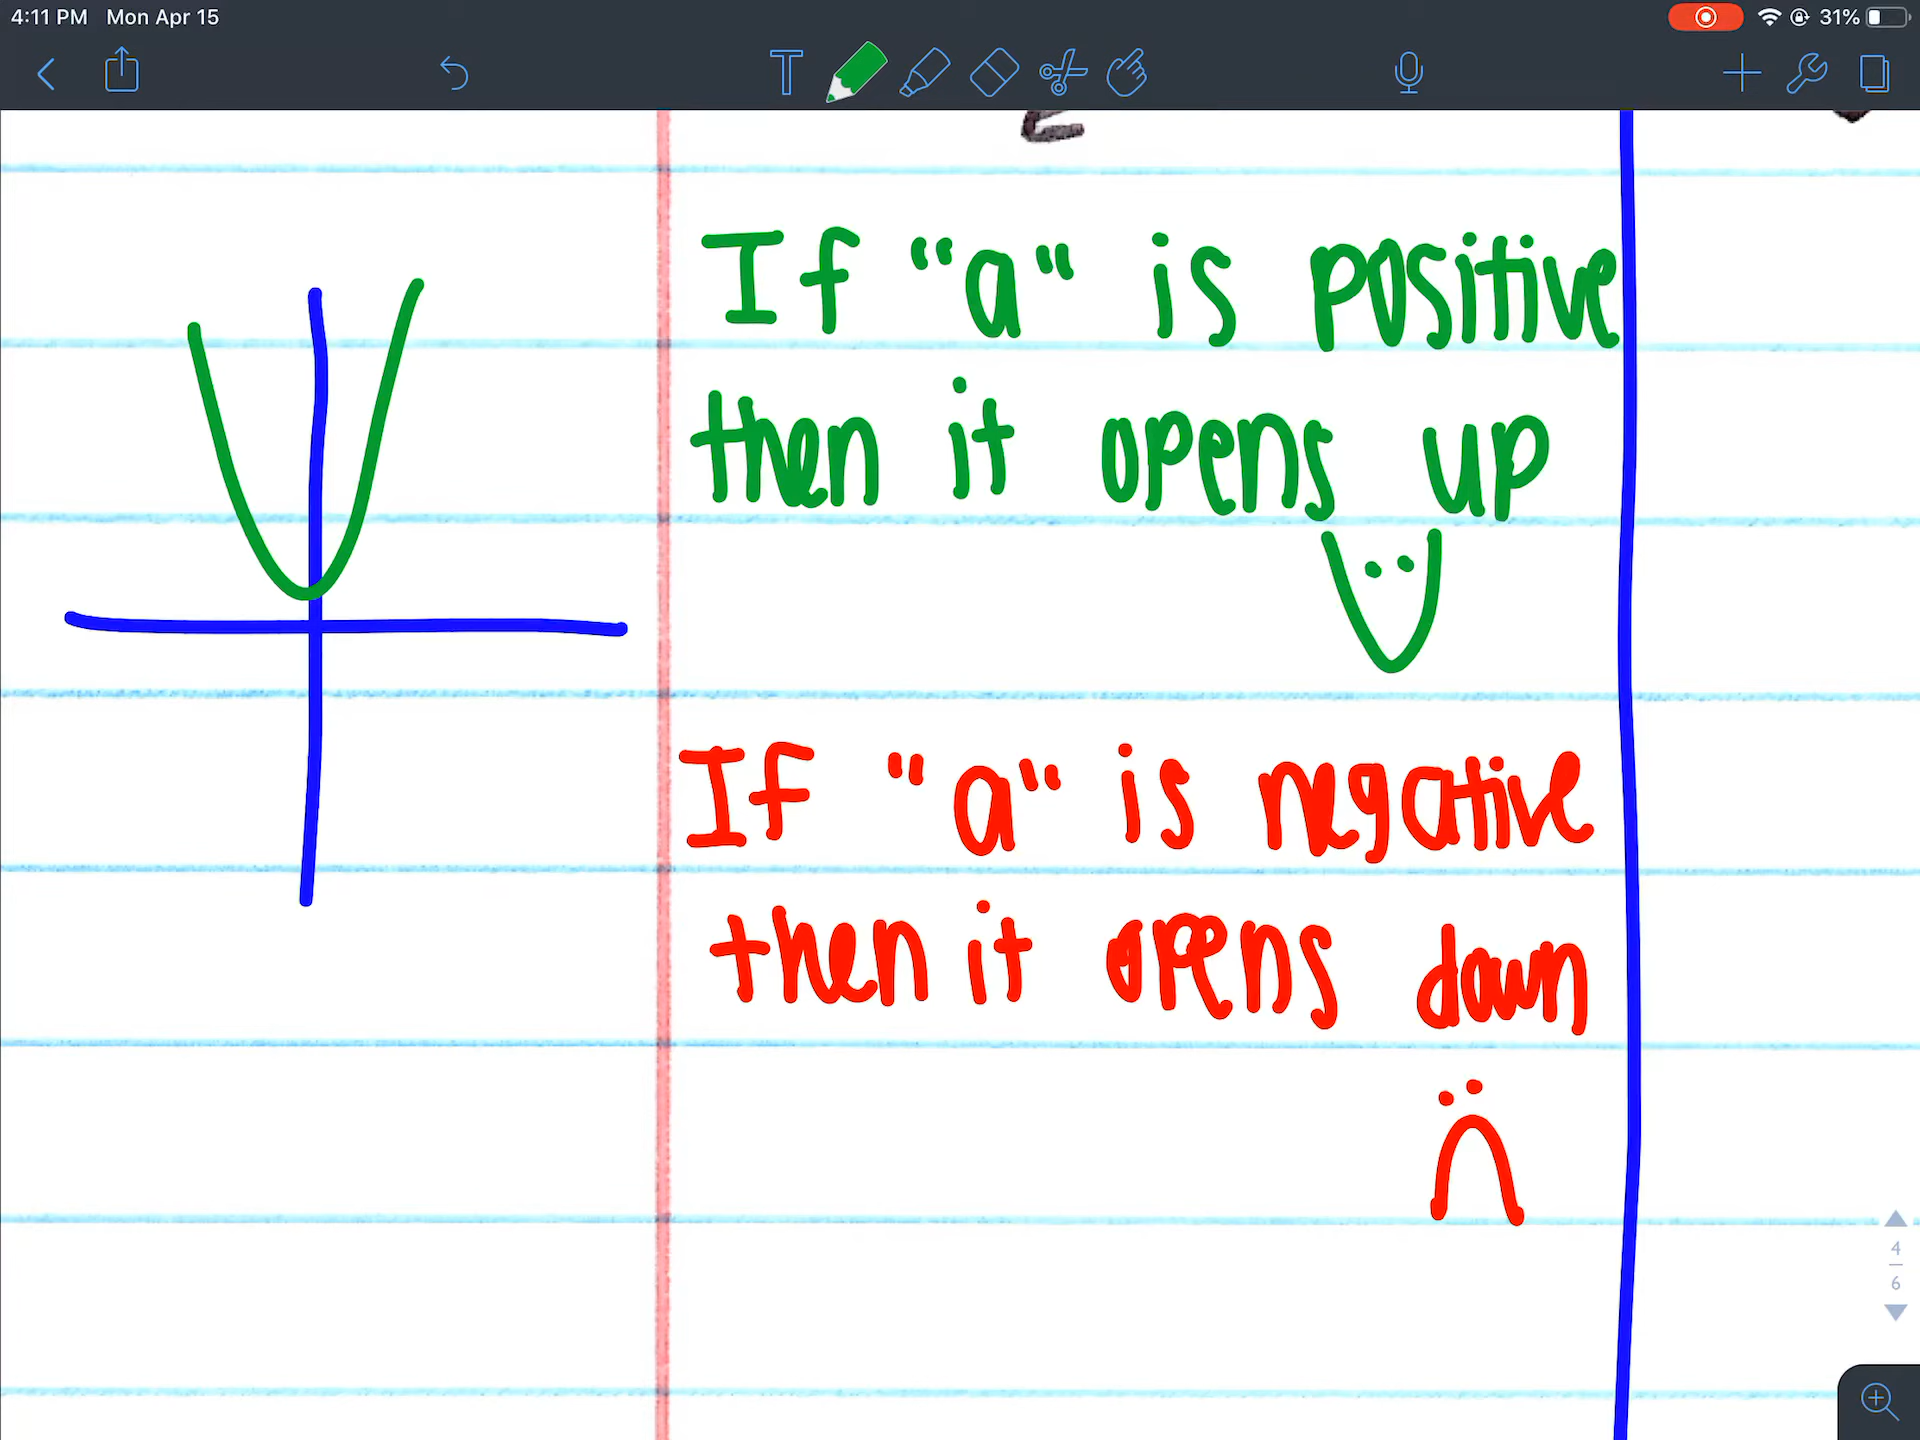 4:11 PM Mon Apr 15
31%
If "a" is positive
then it opens up
If "a" is negative
then it opens down
4
6